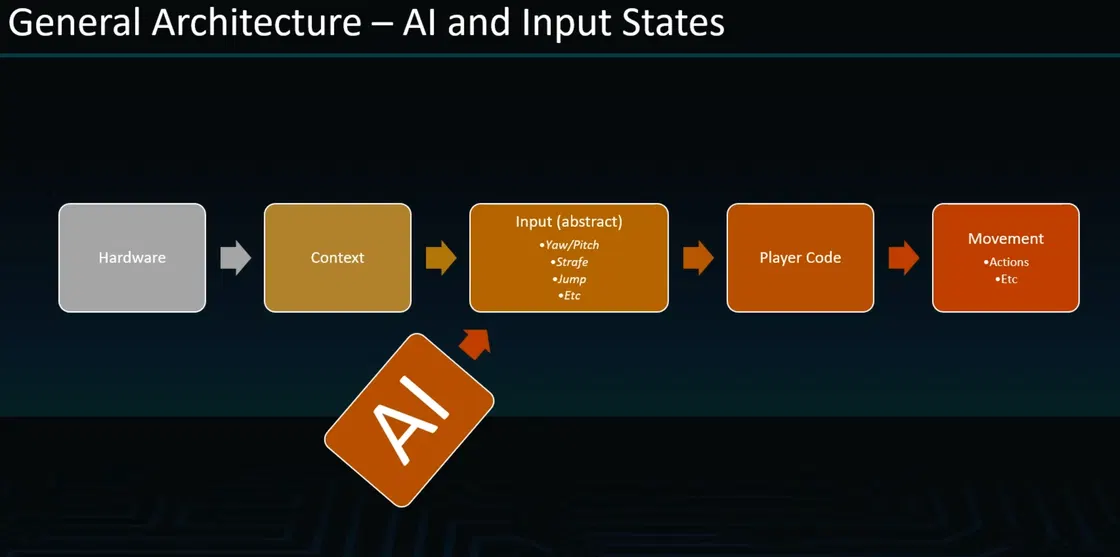 General Architecture – AI and Input States
Hardware
Context
Input (abstract)
•Yaw/Pitch
•Strafe
•Jump
•Etc
Player Code
Movement
•Actions
•Etc
AI